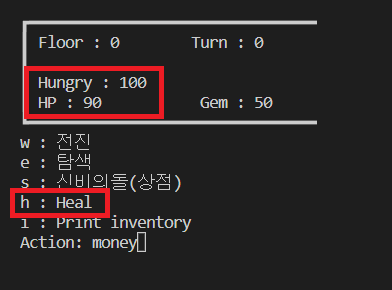 Floor : 0 Turn : 0
Hungry : 100
HP : 90 Gem : 50
w : 전진
e : 탐색
s : 신비의돌(상점)
h : Heal
i : Print inventory
Action: money